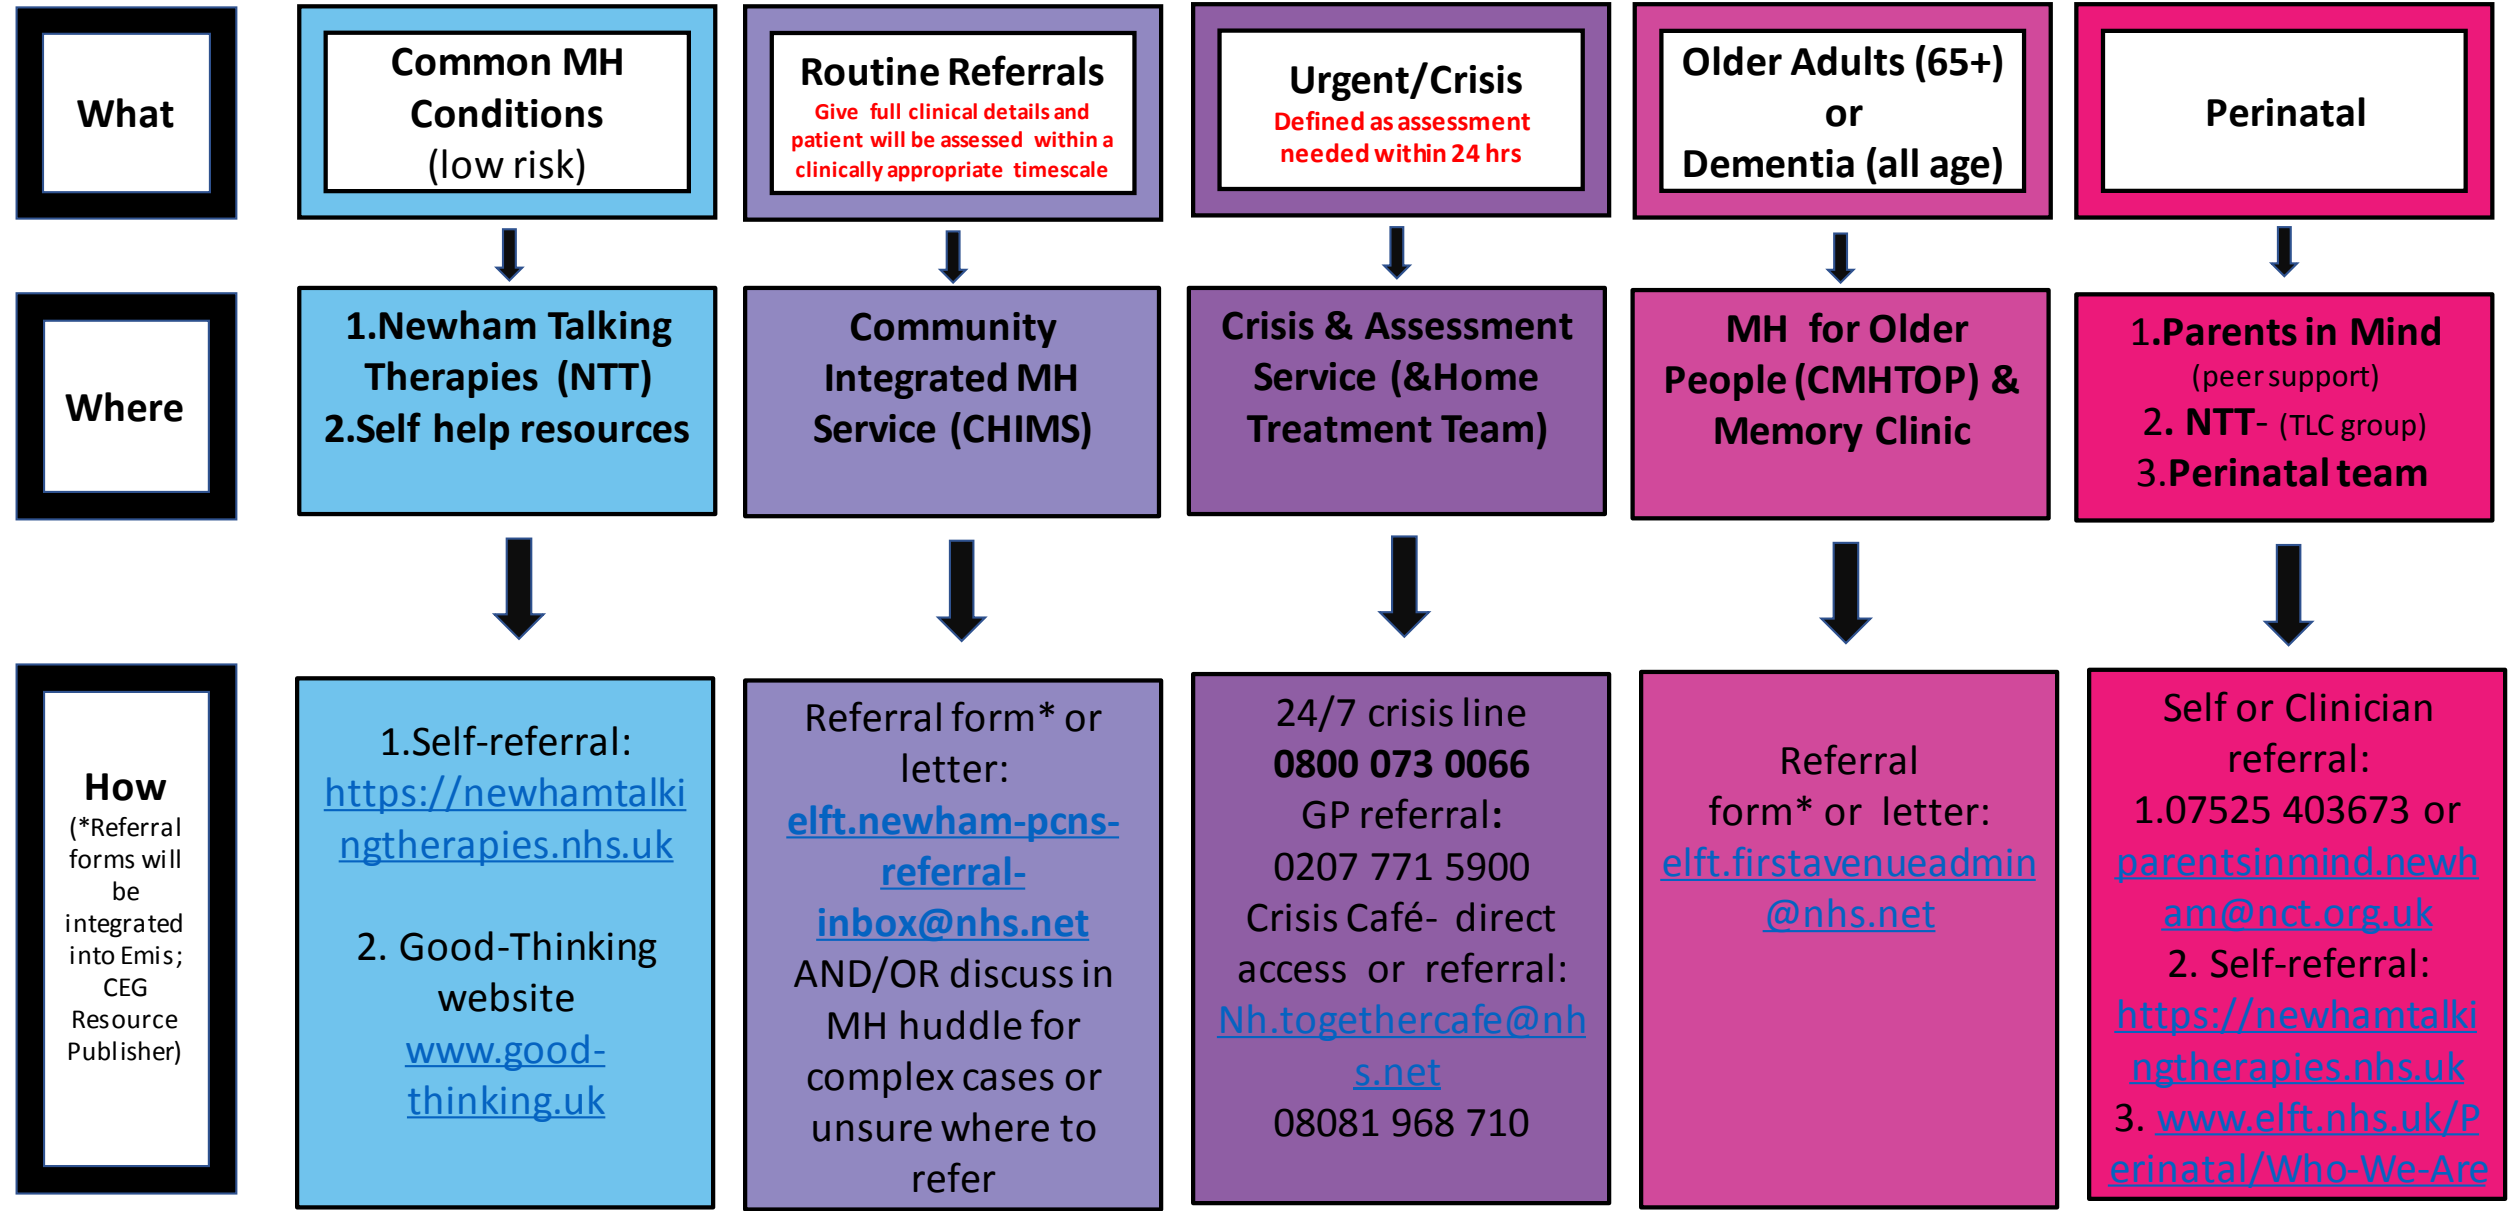 What
Common MH
Conditions
(low risk)
Routine Referrals
Give full clinical details and
patient will be assessed within a
clinically appropriate timescale
Urgent/Crisis
Defined as assessment
needed within 24 hrs
Older Adults (65+)
or
Dementia (all age)
Perinatal
Where
1.Newham Talking
Therapies (NTT)
2.Self help resources
Community
Integrated MH
Service (CHIMS)
Crisis & Assessment
Service (&Home
Treatment Team)
MH for Older
People (CMHTOP) &
Memory Clinic
1.Parents in Mind
(peer support)
2. NTT- (TLC group)
3.Perinatal team
How
(*Referral
forms will
be
integrated
into Emis;
CEG
Resource
Publisher)
1.Self-referral:
https://newhamtalki
ngtherapies.nhs.uk
2. Good-Thinking
website
www.good-
thinking.uk
Referral form* or
letter:
elft.newham-pcns-
referral-
inbox@nhs.net
AND/OR discuss in
MH huddle for
complex cases or
unsure where to
refer
24/7 crisis line
0800 073 0066
GP referral:
0207 771 5900
Crisis Café- direct
access or referral:
Nh.togethercafe@nh
s.net
08081 968 710
Referral
form* or letter:
elft.firstavenueadmin
@nhs.net
Self or Clinician
referral:
1.07525 403673 or
parentsinmind.newh
am@nct.org.uk
2. Self-referral:
https://newhamtalki
ngtherapies.nhs.uk
3. www.elft.nhs.uk/P
erinatal/Who-We-Are